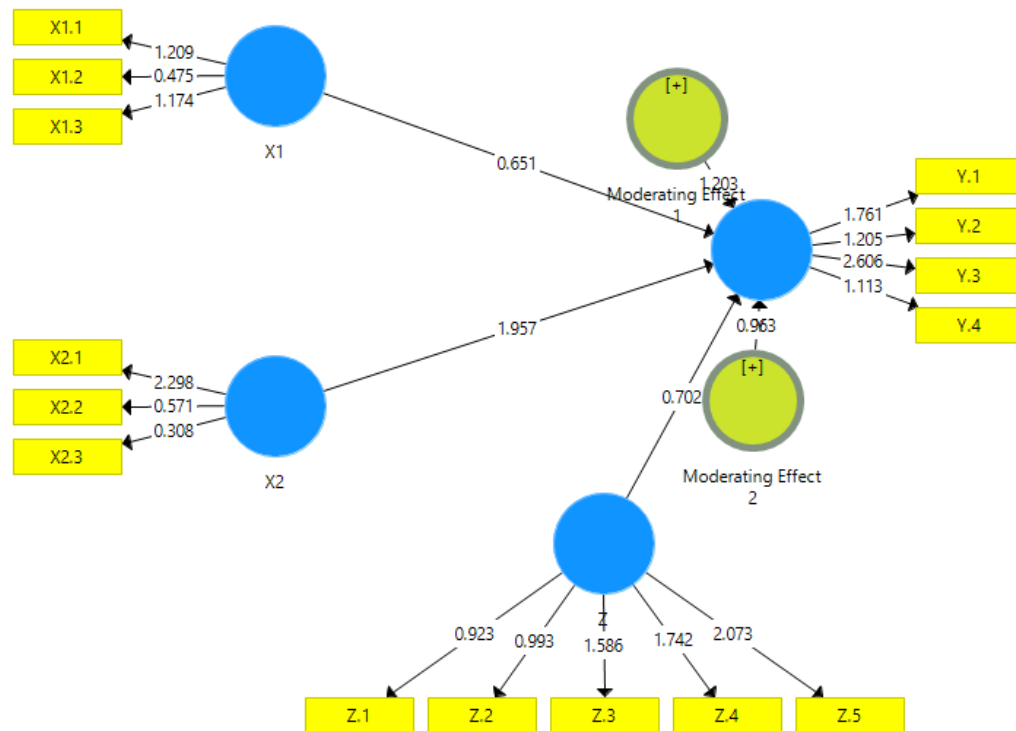 X1.1
1.209
X1.2
0.475
X1.3
1.174
X1
0.651
[+]
1.203
Moderating Effect
1
Y.1
1.761
Y.2
1.205
Y.3
2.606
Y.4
1.113
X2.1
2.298
X2.2
0.571
X2.3
0.308
X2
1.957
0.963
[+]
0.702
Moderating Effect
2
Z
0.923
0.993
1.586
1.742
2.073
Z.1
Z.2
Z.3
Z.4
Z.5